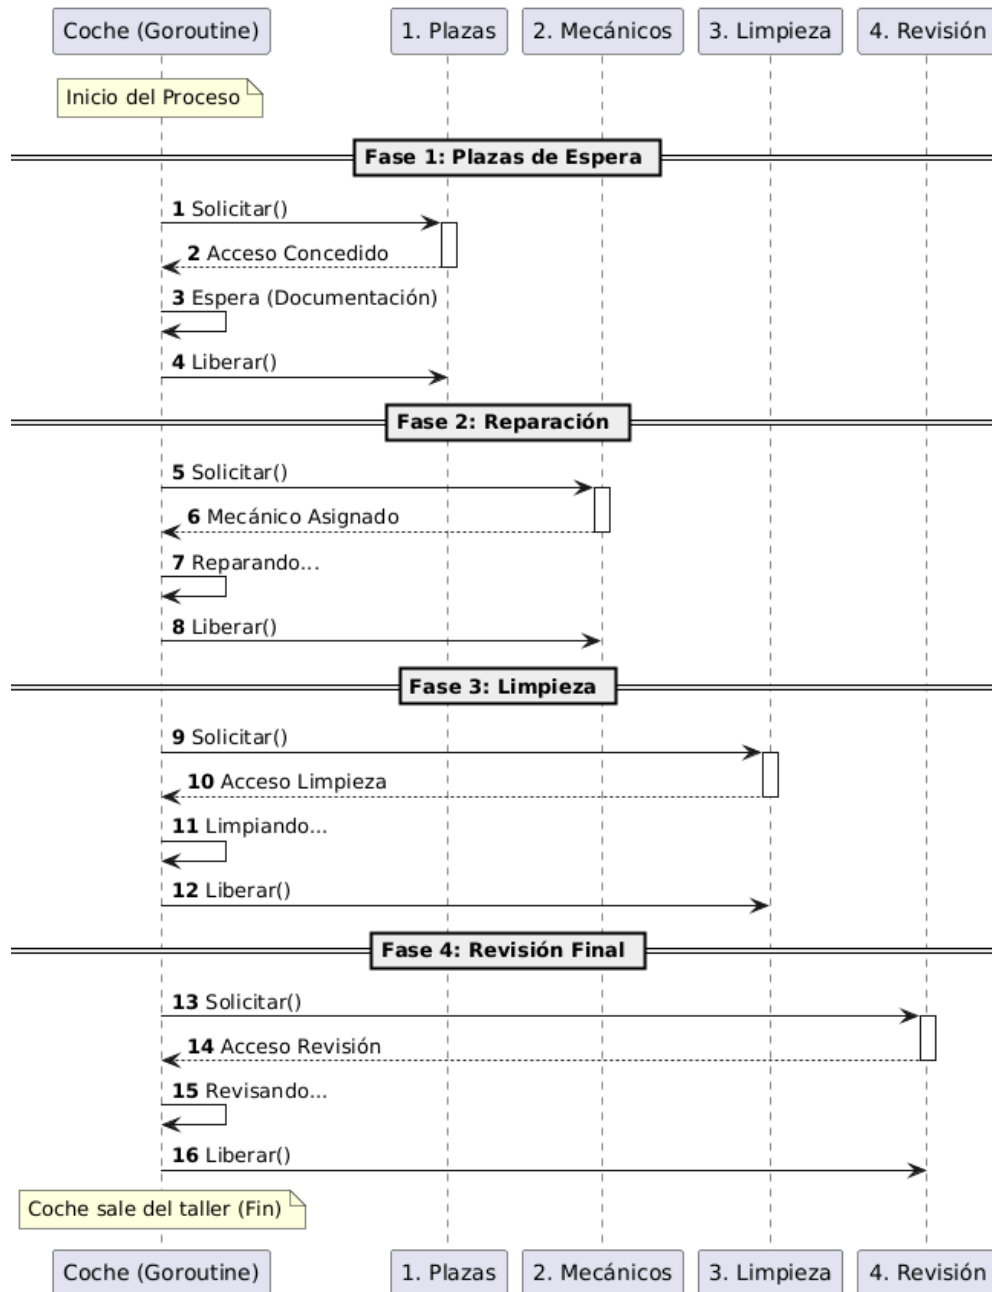 Coche (Goroutine)
1. Plazas
2. Mecánicos
3. Limpieza
4. Revisión
Inicio del Proceso
Fase 1: Plazas de Espera
1 Solicitar()
2 Acceso Concedido
3 Espera (Documentación)
4 Liberar()
Fase 2: Reparación
5 Solicitar()
6 Mecánico Asignado
7 Reparando...
8 Liberar()
Fase 3: Limpieza
9 Solicitar()
10 Acceso Limpieza
11 Limpiando...
12 Liberar()
Fase 4: Revisión Final
13 Solicitar()
14 Acceso Revisión
15 Revisando...
16 Liberar()
Coche sale del taller (Fin)
Coche (Goroutine)
1. Plazas
2. Mecánicos
3. Limpieza
4. Revisión